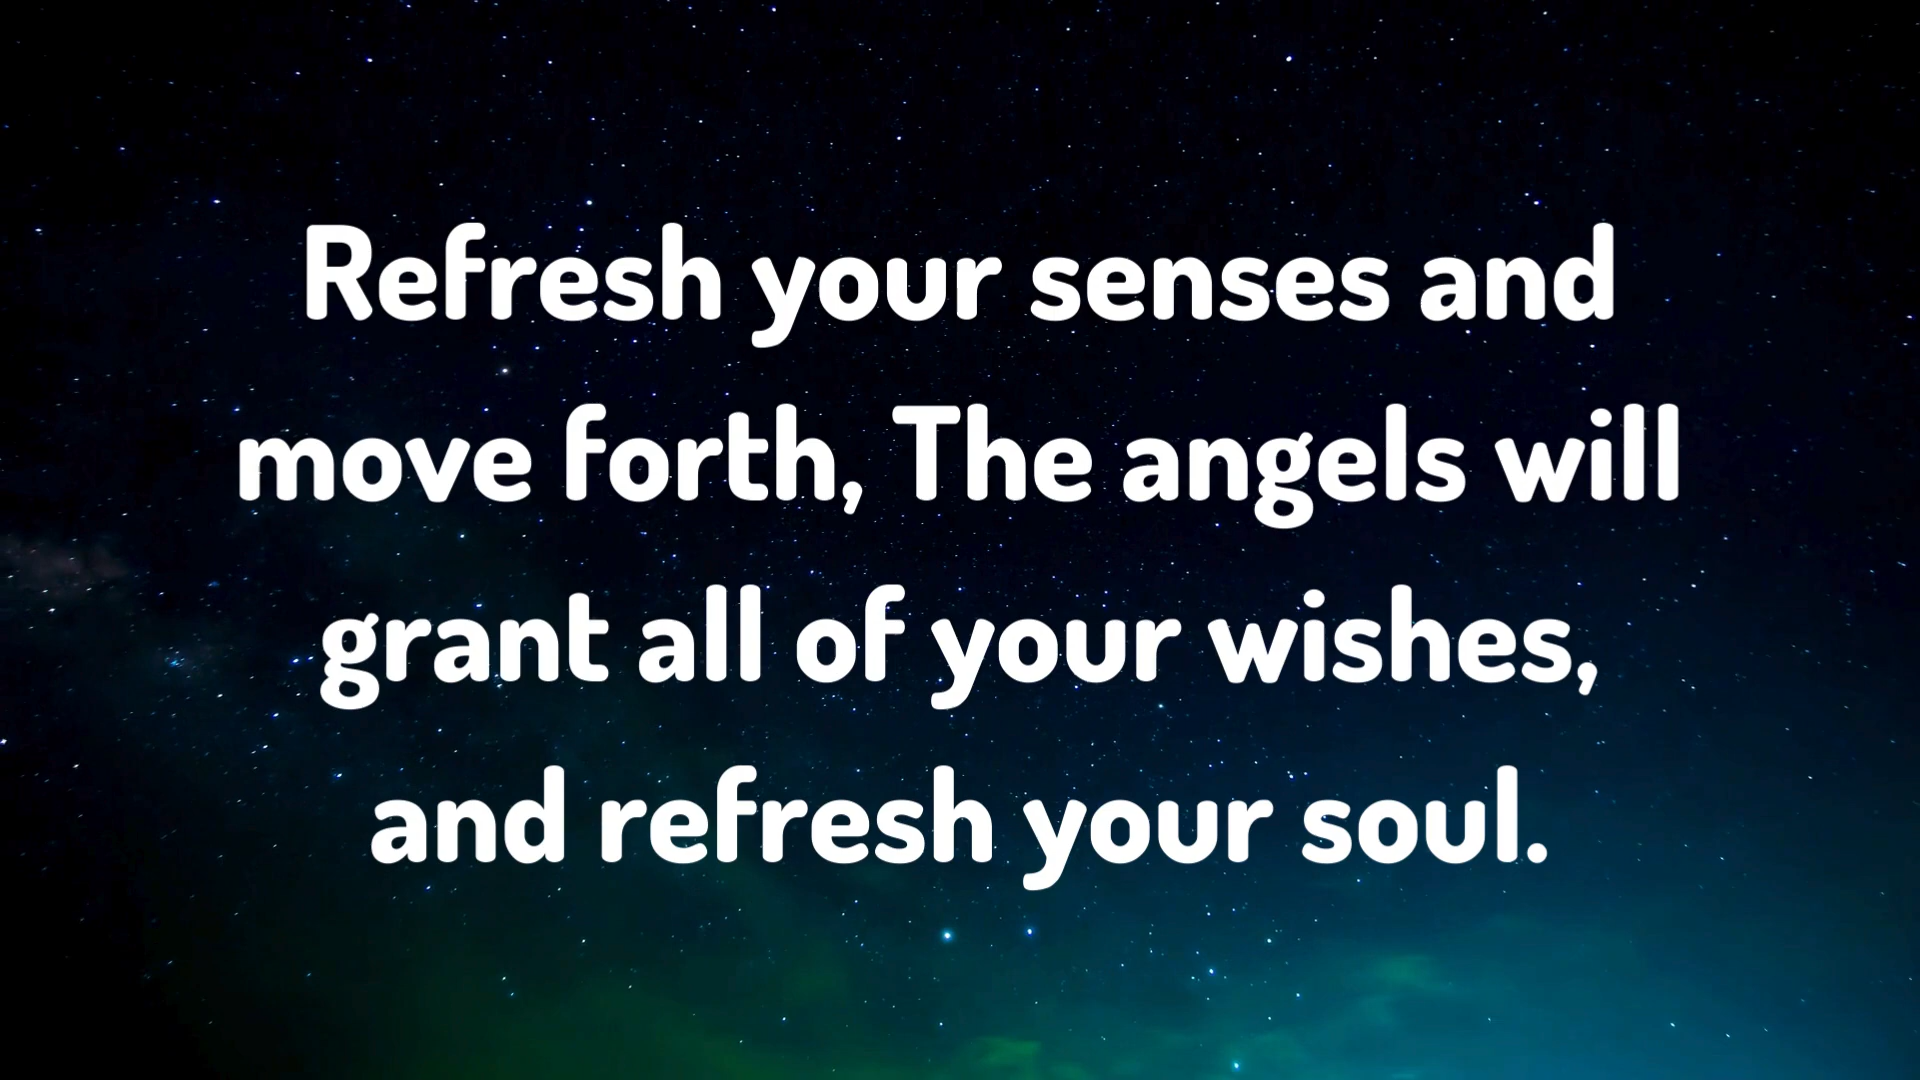 Refresh your senses and
move forth, The angels will
grant all of your wishes,
and refresh your soul.